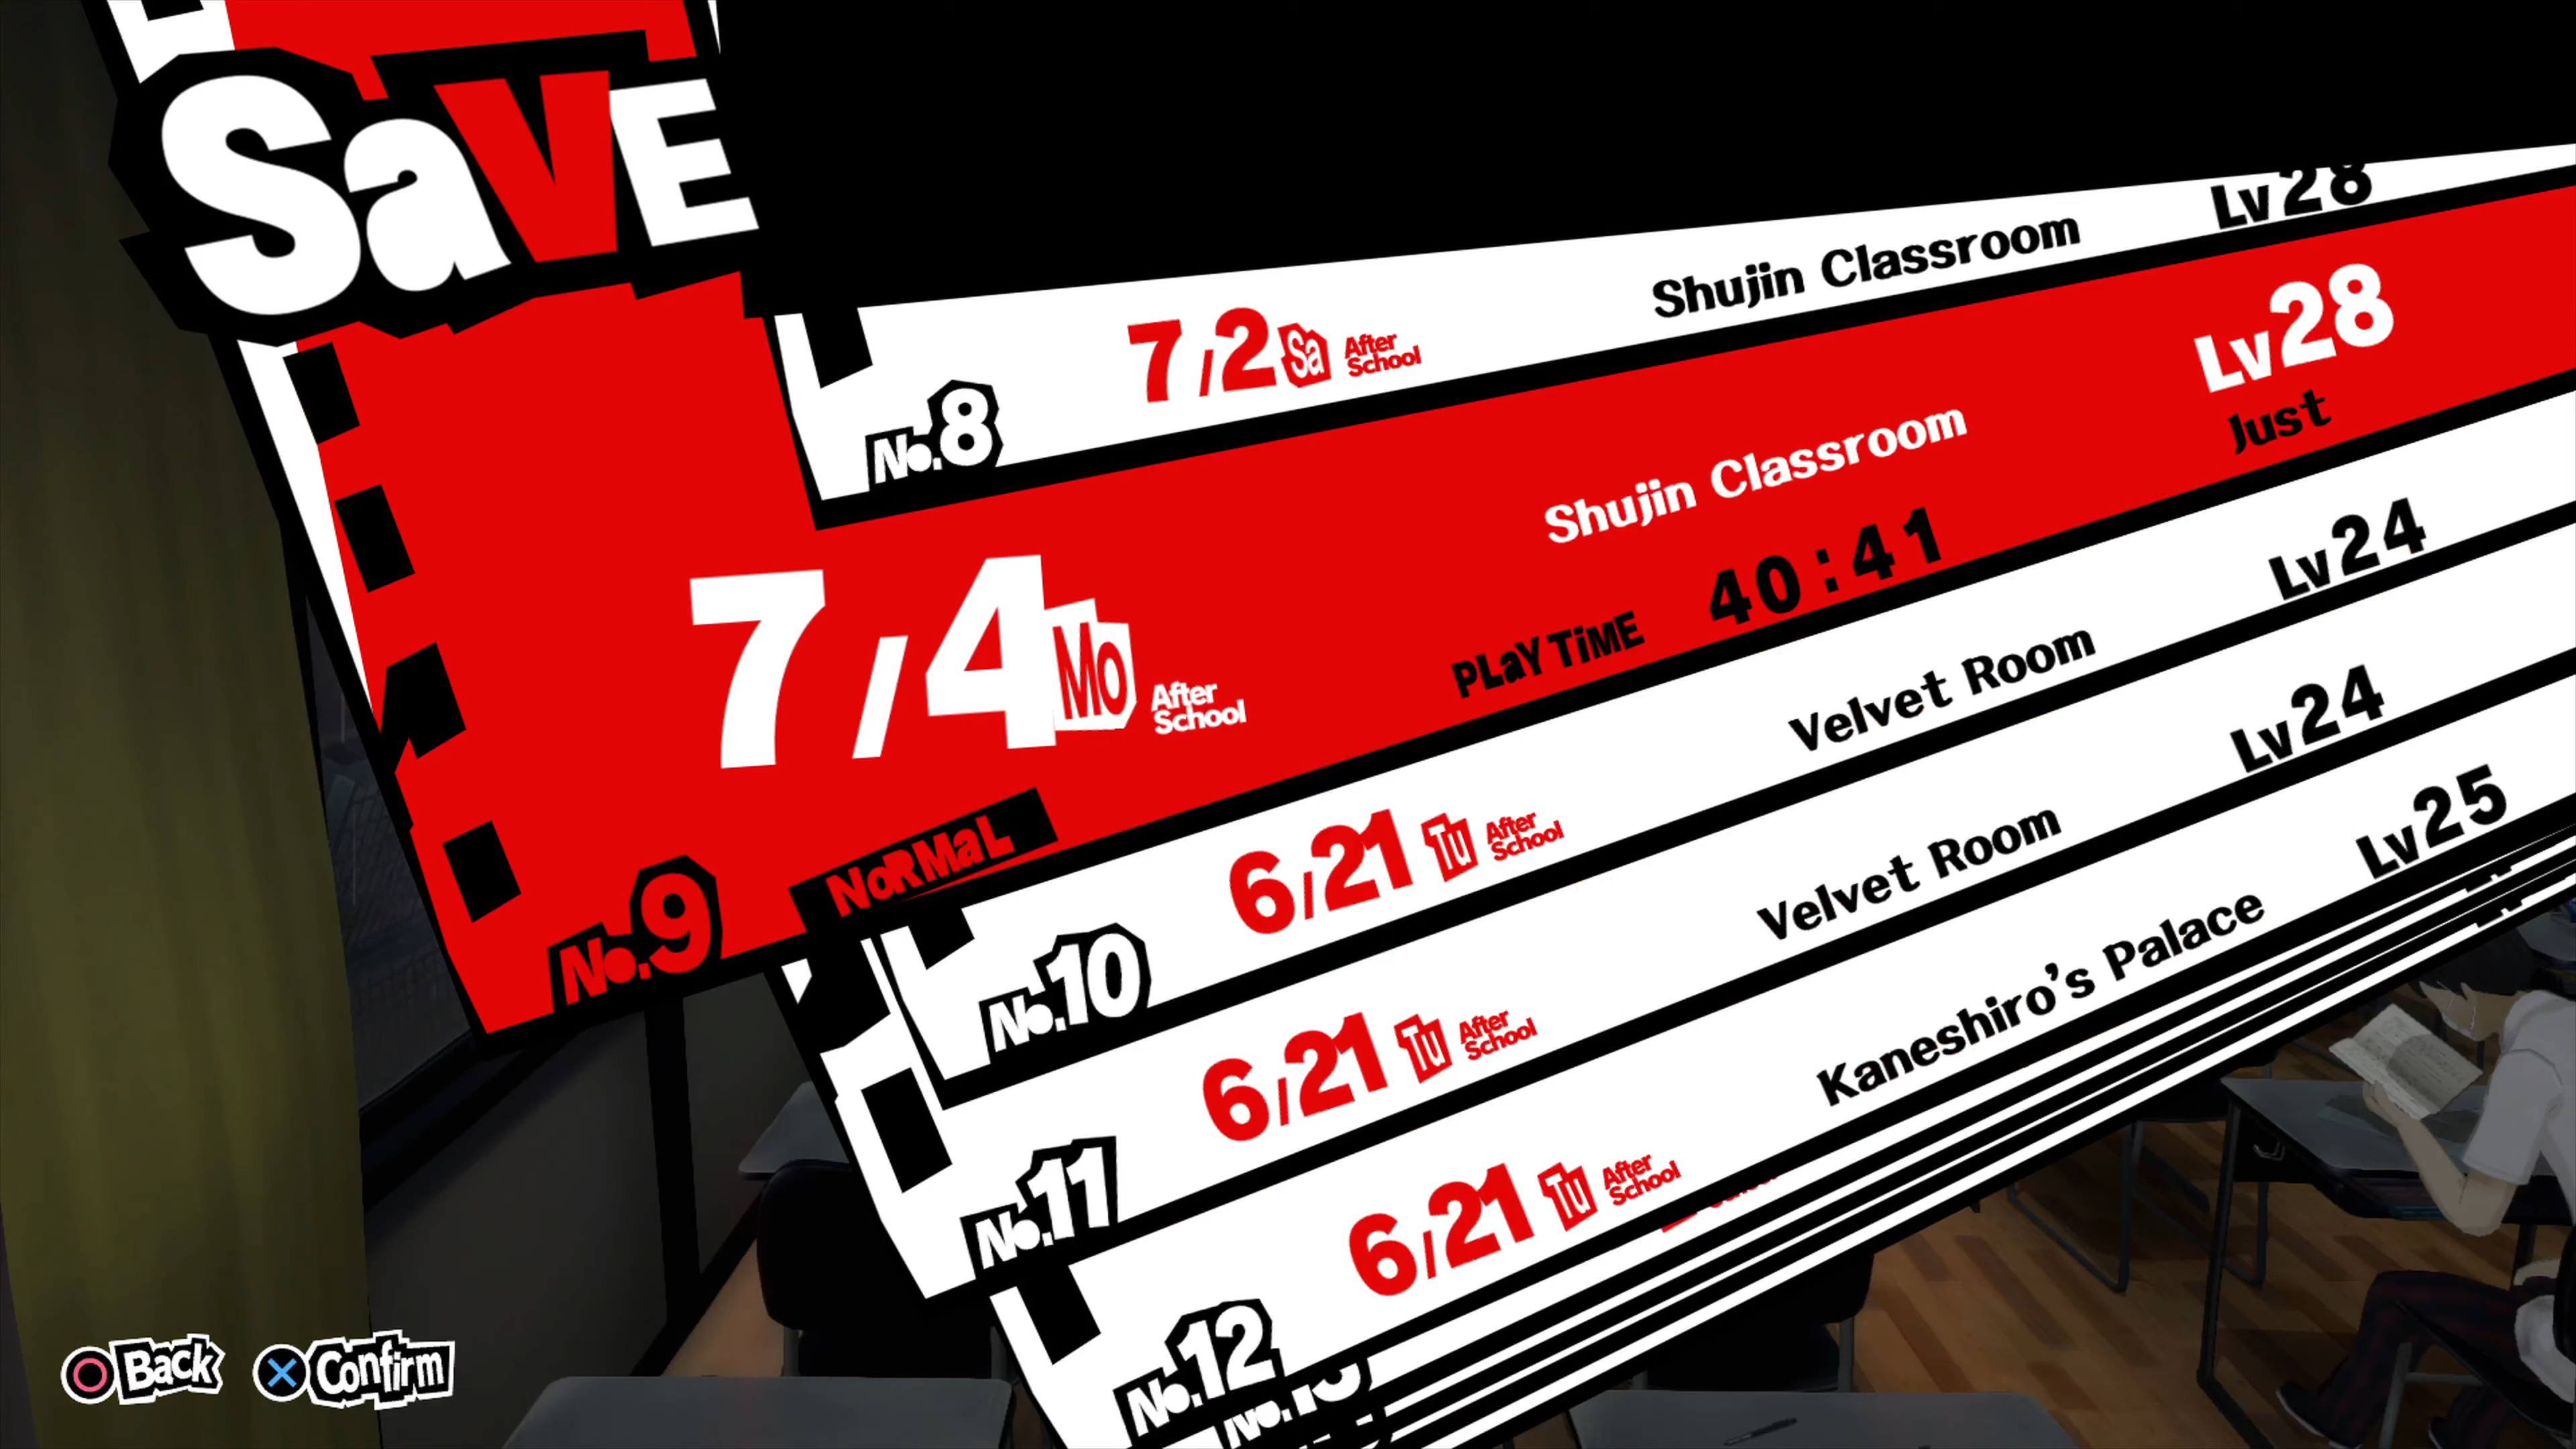 SaVE
No.8 7/2 Sa After School Shujin Classroom Lv28
7/4 Mo After School Shujin Classroom Lv28
PLaY TiME 40:41 Just
No.9 NoRMaL
No.10 6/21 Tu After School Velvet Room Lv24
No.11 6/21 Tu After School Velvet Room Lv24
No.12 6/21 Tu After School Kaneshiro's Palace Lv25
No.13
Back Confirm